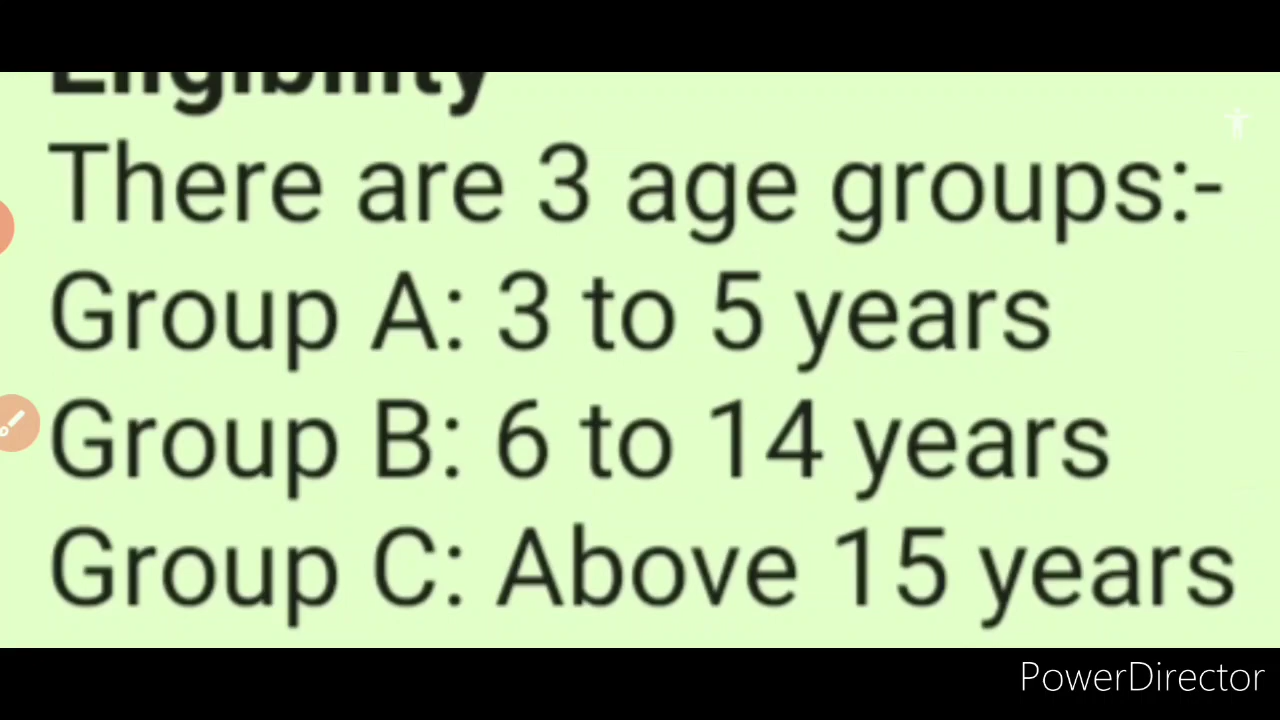 Eligibility
There are 3 age groups:-
Group A: 3 to 5 years
Group B: 6 to 14 years
Group C: Above 15 years
PowerDirector